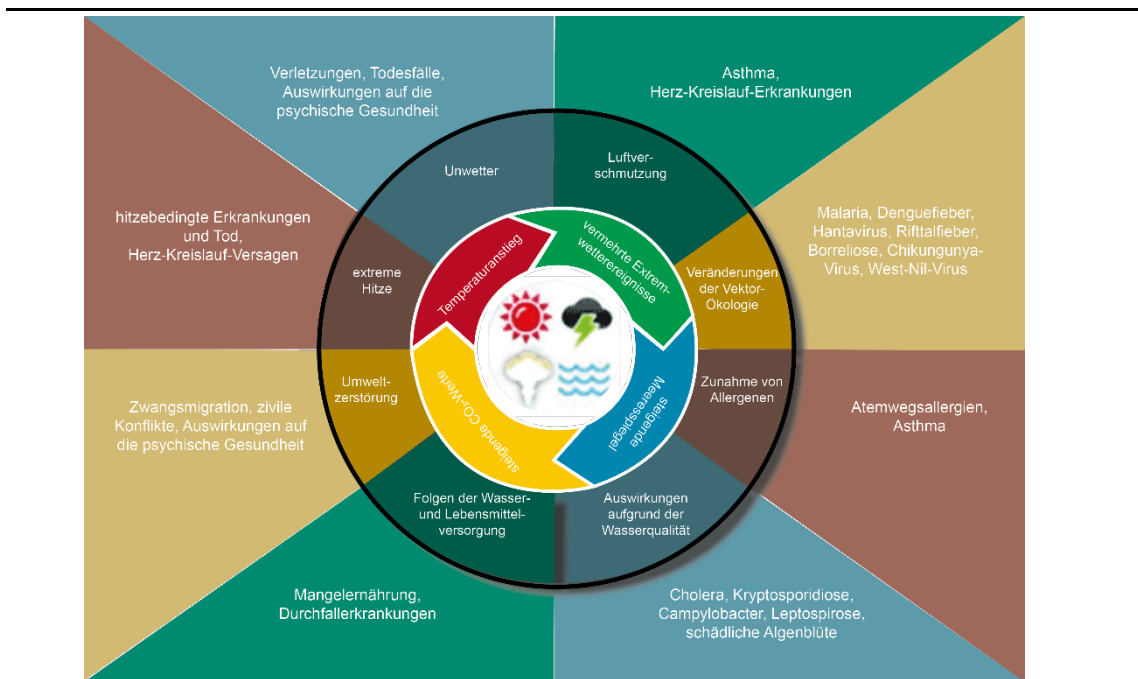 Verletzungen, Todesfälle,
Auswirkungen auf die
psychische Gesundheit
Asthma,
Herz-Kreislauf-Erkrankungen
Unwetter
Luftver-
schmutzung
hitzebedingte Erkrankungen
und Tod,
Herz-Kreislauf-Versagen
extreme
Hitze
Temperaturanstieg
vermehrte Extrem-
wetterereignisse
Veränderungen
der Vektor-
Ökologie
Malaria, Denguefieber,
Hantavirus, Rifttalfieber,
Borreliose, Chikungunya-
Virus, West-Nil-Virus
Zwangsmigration, zivile
Konflikte, Auswirkungen auf
die psychische Gesundheit
Umwelt-
zerstörung
steigende CO₂-Werte
steigende
Meeresspiegel
Zunahme von
Allergenen
Atemwegsallergien,
Asthma
Folgen der Wasser-
und Lebensmittel-
versorgung
Auswirkungen
aufgrund der
Wasserqualität
Mangelernährung,
Durchfallerkrankungen
Cholera, Kryptosporidiose,
Campylobacter, Leptospirose,
schädliche Algenblüte